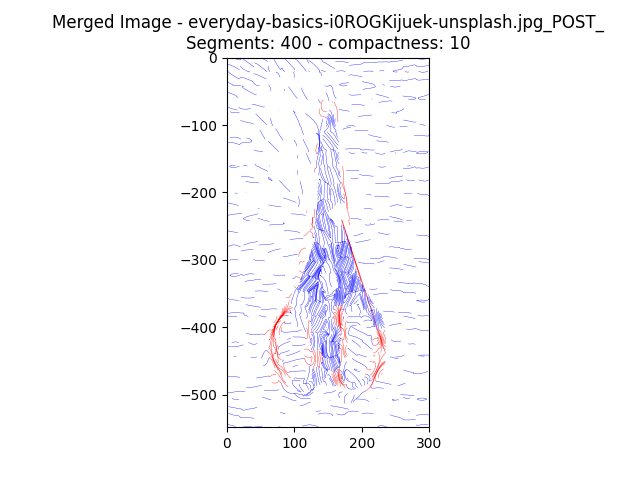 Merged Image - everyday-basics-i0ROGKijuek-unsplash.jpg_POST_
Segments: 400 - compactness: 10
0
−100
−200
−300
−400
−500
0 100 200 300